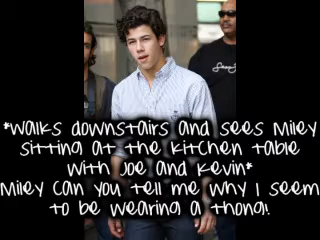 *Walks downstairs and sees Miley
sitting at the kitchen table
with Joe and Kevin*
Miley can you tell me why I seem
to be wearing a thong!